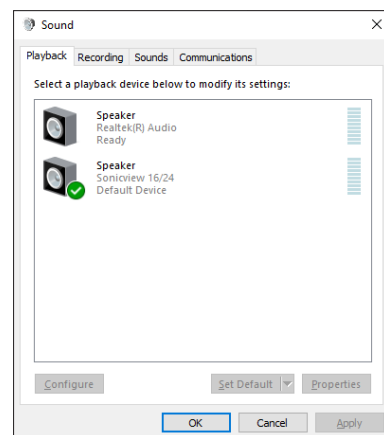 Sound
Playback Recording Sounds Communications
Select a playback device below to modify its settings:
Speaker
Realtek(R) Audio
Ready
Speaker
Sonicview 16/24
Default Device
Configure Set Default Properties
OK Cancel Apply